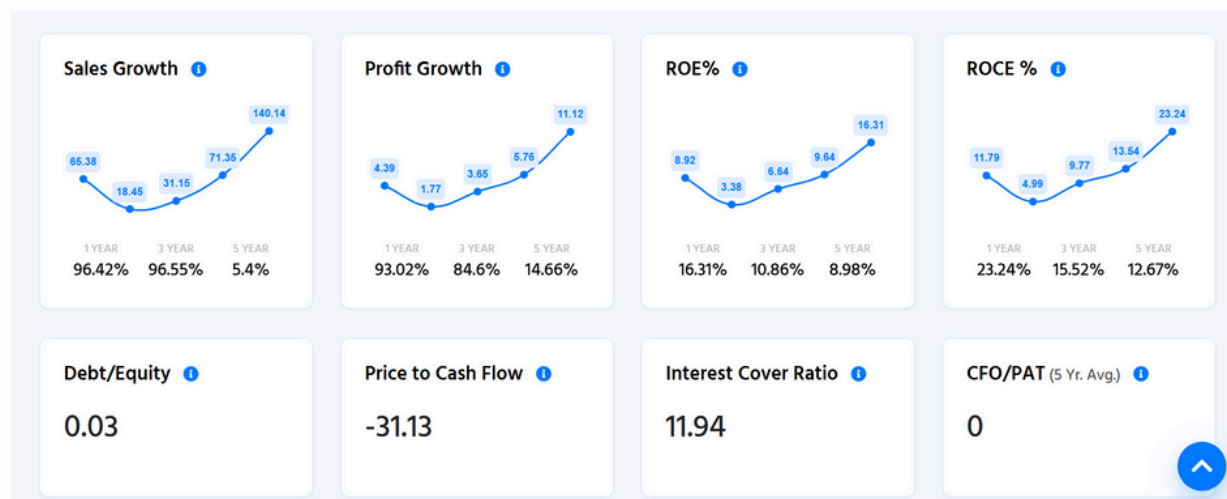 Sales Growth
65.38
18.45
31.15
71.35
140.14
1 YEAR 3 YEAR 5 YEAR
96.42% 96.55% 5.4%
Profit Growth
4.39
1.77
3.65
5.76
11.12
1 YEAR 3 YEAR 5 YEAR
93.02% 84.6% 14.66%
ROE%
8.92
3.38
6.64
9.64
16.31
1 YEAR 3 YEAR 5 YEAR
16.31% 10.86% 8.98%
ROCE %
11.79
4.99
9.77
13.54
23.24
1 YEAR 3 YEAR 5 YEAR
23.24% 15.52% 12.67%
Debt/Equity
0.03
Price to Cash Flow
-31.13
Interest Cover Ratio
11.94
CFO/PAT (5 Yr. Avg.)
0